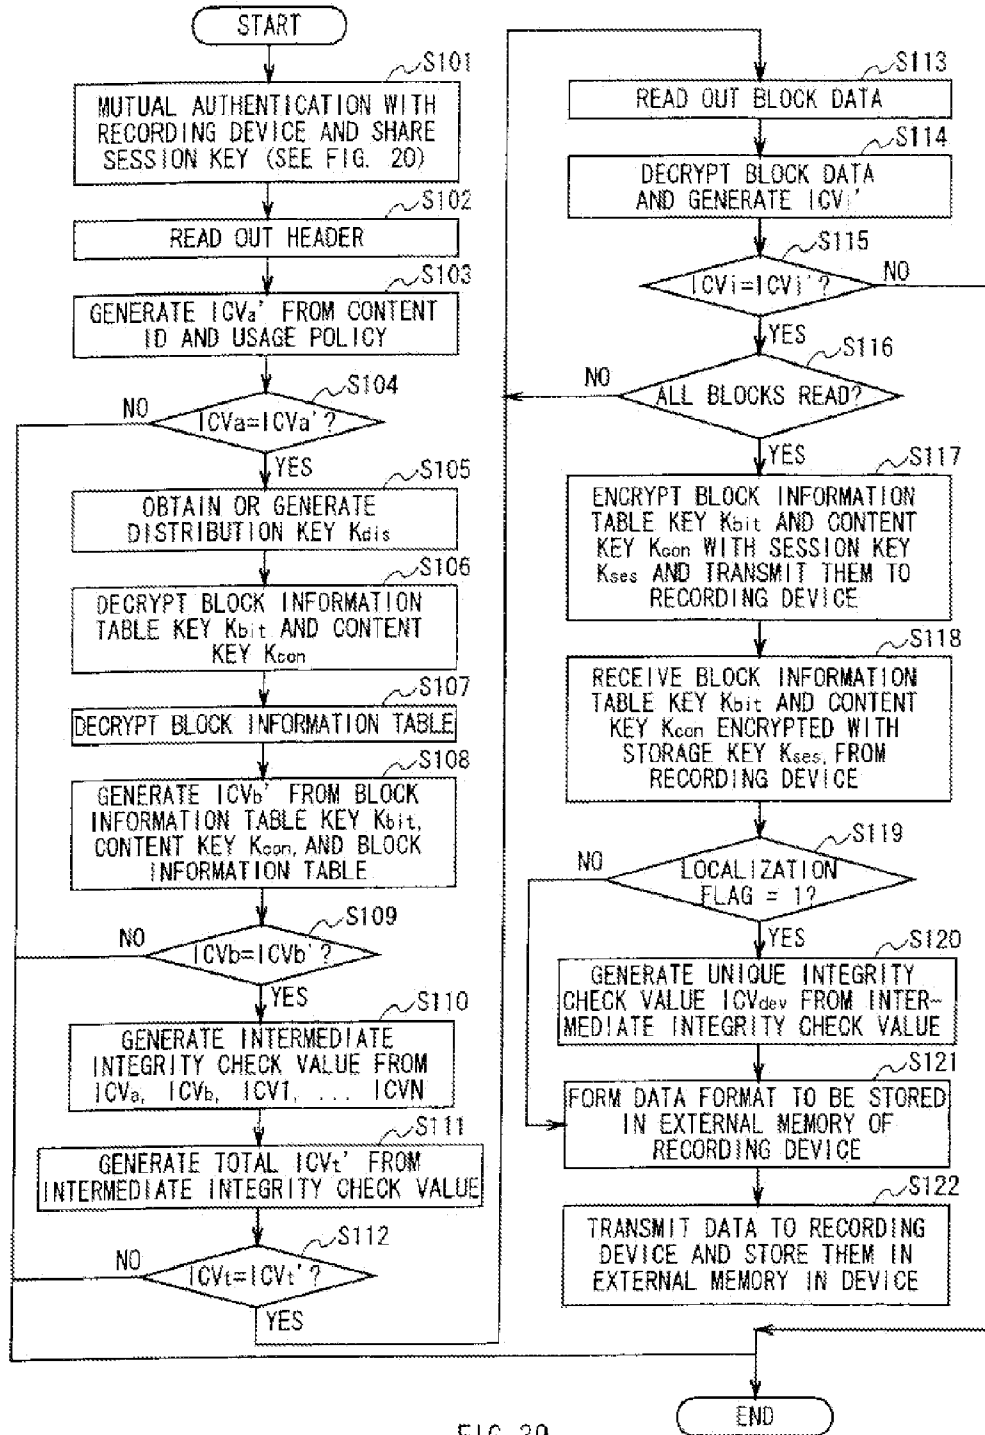 START
S101
MUTUAL AUTHENTICATION WITH
RECORDING DEVICE AND SHARE
SESSION KEY (SEE FIG. 20)
S102
READ OUT HEADER
S103
GENERATE ICVa' FROM CONTENT
ID AND USAGE POLICY
S104
NO
ICVa=ICVa'?
YES
S105
OBTAIN OR GENERATE
DISTRIBUTION KEY Kdis
S106
DECRYPT BLOCK INFORMATION
TABLE KEY Kbit AND CONTENT
KEY Kcon
S107
DECRYPT BLOCK INFORMATION TABLE
S108
GENERATE ICVb' FROM BLOCK
INFORMATION TABLE KEY Kbit,
CONTENT KEY Kcon, AND BLOCK
INFORMATION TABLE
S109
NO
ICVb=ICVb'?
YES
S110
GENERATE INTERMEDIATE
INTEGRITY CHECK VALUE FROM
ICVa, ICVb, ICV1, ... ICVN
S111
GENERATE TOTAL ICVt' FROM
INTERMEDIATE INTEGRITY CHECK VALUE
S112
NO
ICVt=ICVt'?
YES
S113
READ OUT BLOCK DATA
S114
DECRYPT BLOCK DATA
AND GENERATE ICVi'
S115
ICVi=ICVi'?
NO
YES
S116
NO
ALL BLOCKS READ?
YES
S117
ENCRYPT BLOCK INFORMATION
TABLE KEY Kbit AND CONTENT
KEY Kcon WITH SESSION KEY
Kses AND TRANSMIT THEM TO
RECORDING DEVICE
S118
RECEIVE BLOCK INFORMATION
TABLE KEY Kbit AND CONTENT
KEY Kcon ENCRYPTED WITH
STORAGE KEY Kses, FROM
RECORDING DEVICE
S119
NO
LOCALIZATION
FLAG = 1?
YES
S120
GENERATE UNIQUE INTEGRITY
CHECK VALUE ICVdev FROM INTER-
MEDIATE INTEGRITY CHECK VALUE
S121
FORM DATA FORMAT TO BE STORED
IN EXTERNAL MEMORY OF
RECORDING DEVICE
S122
TRANSMIT DATA TO RECORDING
DEVICE AND STORE THEM IN
EXTERNAL MEMORY IN DEVICE
END